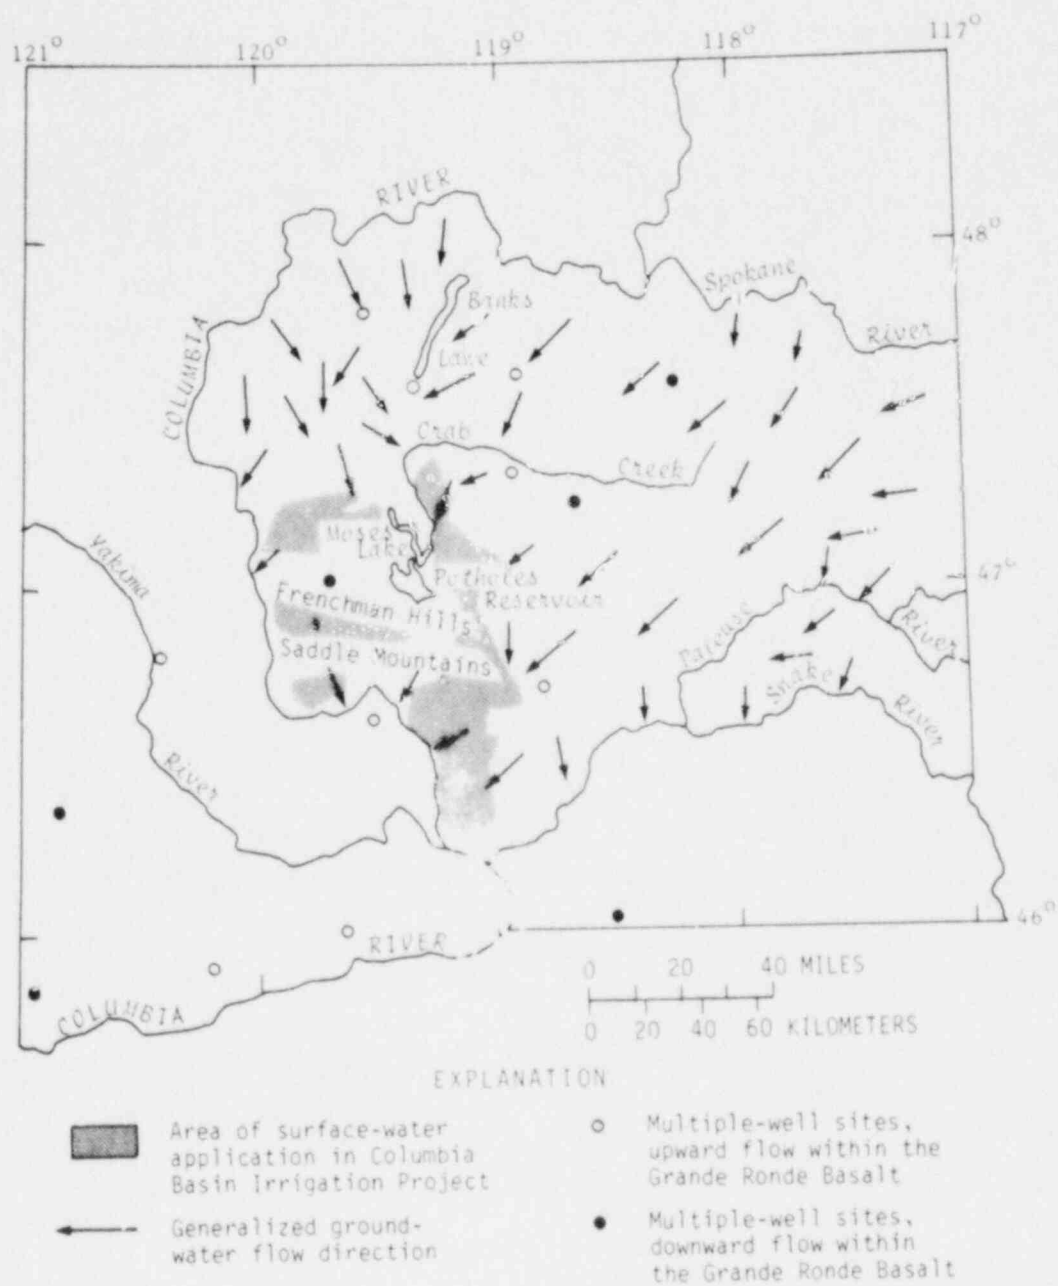 121°
120°
119°
118°
117°
RIVER
48°
Spokane
River
Banks
Lake
COLUMBIA
Crab
Creek
Yakima
Moses
Lake
Potholes
Reservoir
47°
Frenchman Hills
Saddle Mountains
Palouse
River
Snake
River
River
46°
RIVER
COLUMBIA
0 20 40 MILES
0 20 40 60 KILOMETERS
EXPLANATION
Area of surface-water
application in Columbia
Basin Irrigation Project
Generalized ground-
water flow direction
Multiple-well sites,
upward flow within the
Grande Ronde Basalt
Multiple-well sites,
downward flow within
the Grande Ronde Basalt